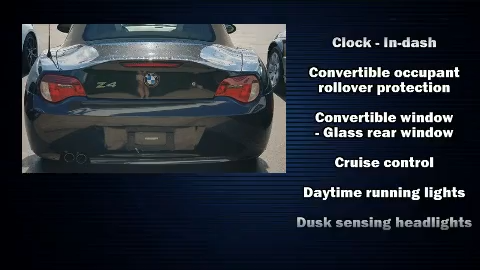 Z4
Clock - In-dash
Convertible occupant
rollover protection
Convertible window
- Glass rear window
Cruise control
Daytime running lights
Dusk sensing headlights